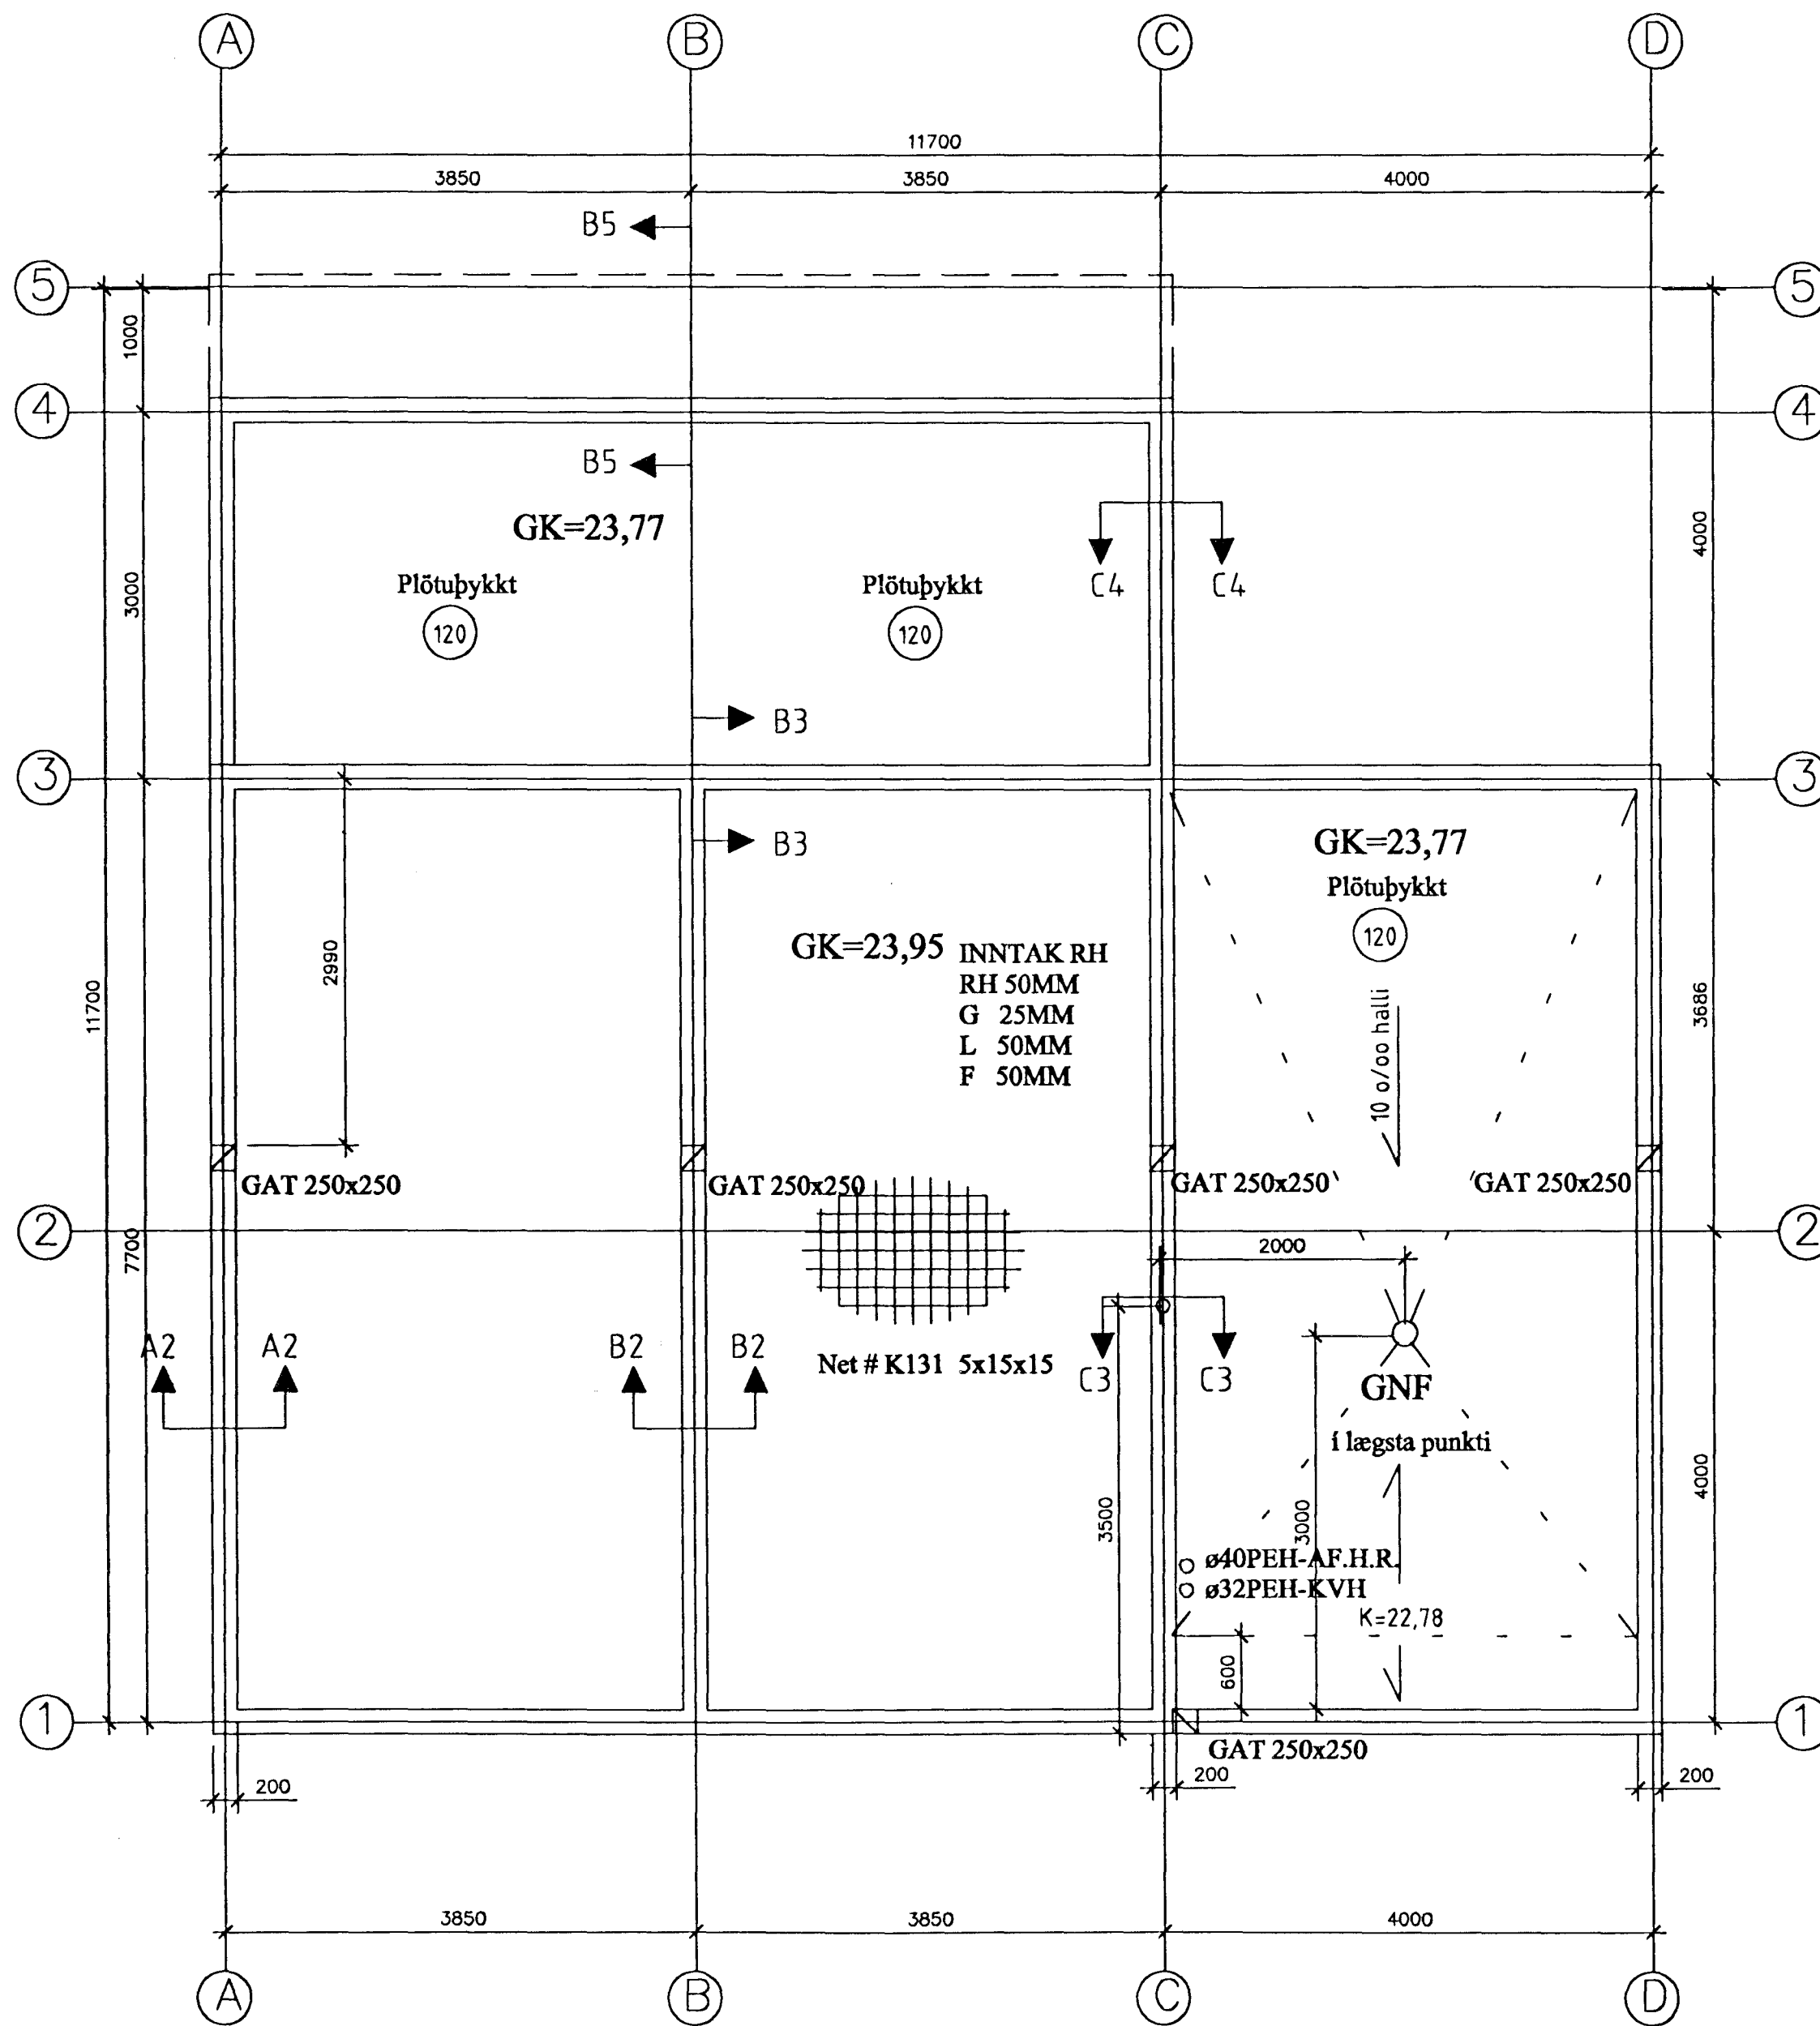 A B C D
11700
3850 3850 4000
B5
5 5
1000
4 4
B5
GK=23,77
C4 C4
4000
Plötuþykkt Plötuþykkt
3000
120 120
B3
3 3
B3
GK=23,77
Plötuþykkt
120
2990
GK=23,95
INNTAK RH
RH 50MM
G 25MM
L 50MM
F 50MM
11700
3686
10 o/oo halli
GAT 250x250 GAT 250x250 GAT 250x250 GAT 250x250
2 2
7700
2000
A2 A2 B2 B2
Net # K131 5x15x15
C3 C3
GNF
í lægsta punkti
4000
3500
3000
ø40PEH-AF.H.R.
ø32PEH-KVH
K=22,78
600
1 1
GAT 250x250
200 200 200
3850 3850 4000
A B C D